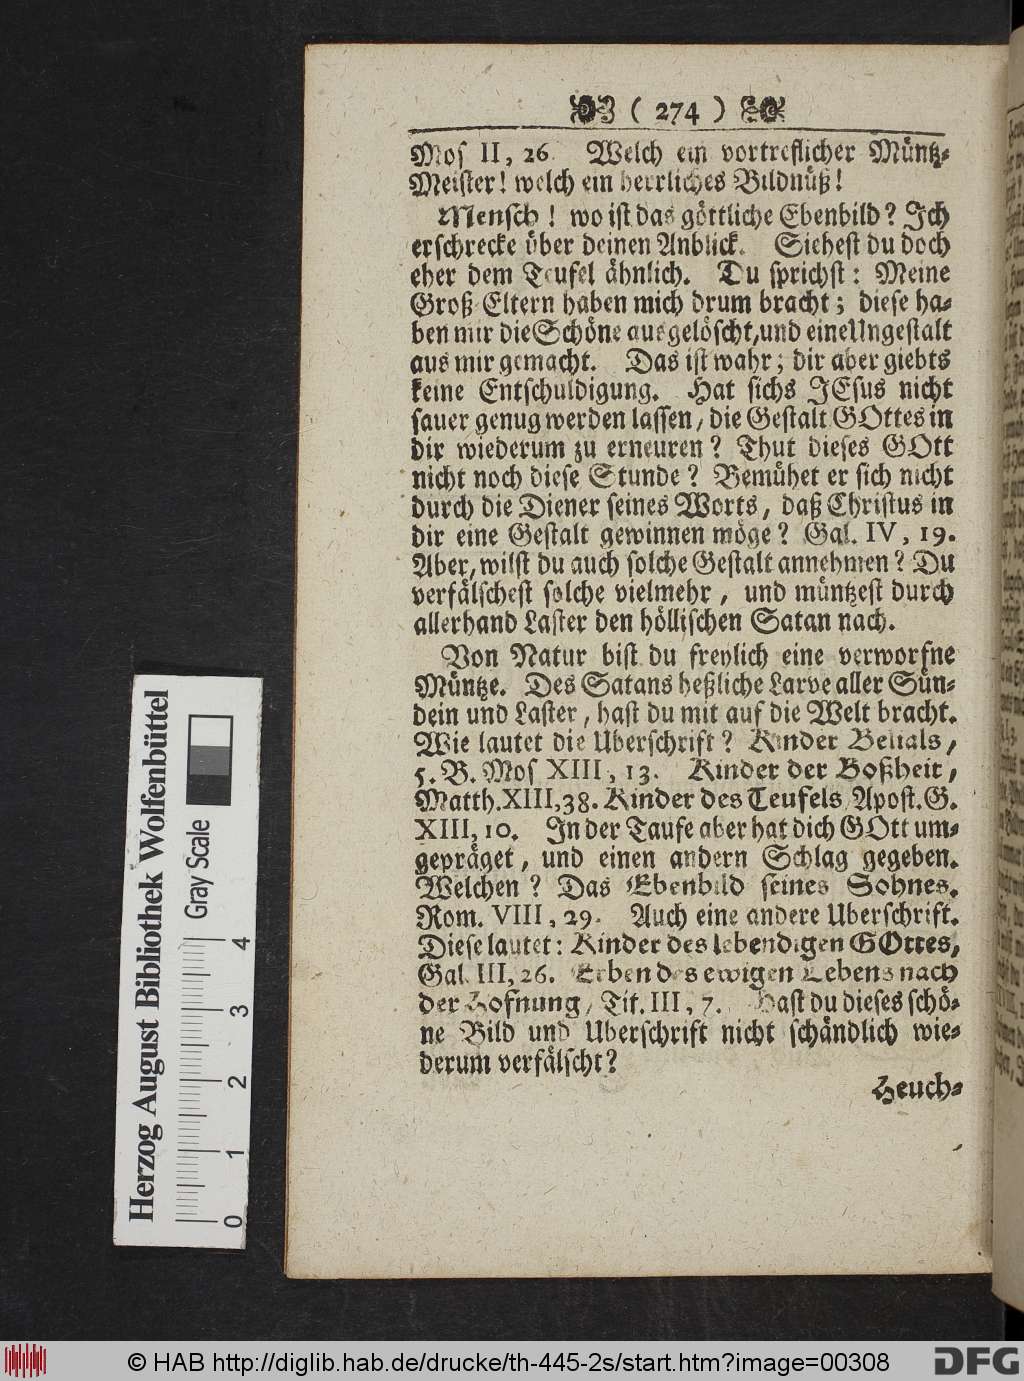 ( 274 )
Mos II, 26. Welch ein vortreflicher Müntz-
Meister! welch ein herrliches Bildnüß!
Mensch! wo ist das göttliche Ebenbild? Ich
erschrecke über deinen Anblick. Siehest du doch
eher dem Teufel ähnlich. Du sprichst: Meine
Groß-Eltern haben mich drum bracht; diese ha-
ben mir die Schöne ausgelöscht, und eine Ungestalt
aus mir gemacht. Das ist wahr; dir aber giebts
keine Entschuldigung. Hat sichs JEsus nicht
sauer genug werden lassen, die Gestalt GOttes in
dir wiederum zu erneuren? Thut dieses GOtt
nicht noch diese Stunde? Bemühet er sich nicht
durch die Diener seines Worts, daß Christus in
dir eine Gestalt gewinnen möge? Gal. IV, 19.
Aber, wilst du auch solche Gestalt annehmen? Du
verfälschest solche vielmehr, und müntzest durch
allerhand Laster den höllischen Satan nach.
Von Natur bist du freylich eine verworfne
Müntze. Des Satans heßliche Larve aller Sün-
den und Laster, hast du mit auf die Welt bracht.
Wie lautet die Uberschrift? Kinder Belials,
5. B. Mos XIII, 13. Kinder der Boßheit,
Matth. XIII, 38. Kinder des Teufels, Apost. G.
XIII, 10. In der Taufe aber hat dich GOtt um-
gepräget, und einen andern Schlag gegeben.
Welchen? Das Ebenbild seines Sohnes.
Rom. VIII, 29. Auch eine andere Uberschrift.
Diese lautet: Kinder des lebendigen GOttes,
Gal. III, 26. Erben des ewigen Lebens nach
der Hofnung, Tit. III, 7. Hast du dieses schö-
ne Bild und Uberschrift nicht schändlich wie-
derum verfälscht?
Heuch-
Herzog August Bibliothek Wolfenbüttel
Gray Scale
0 1 2 3 4
© HAB http://diglib.hab.de/drucke/th-445-2s/start.htm?image=00308
DFG